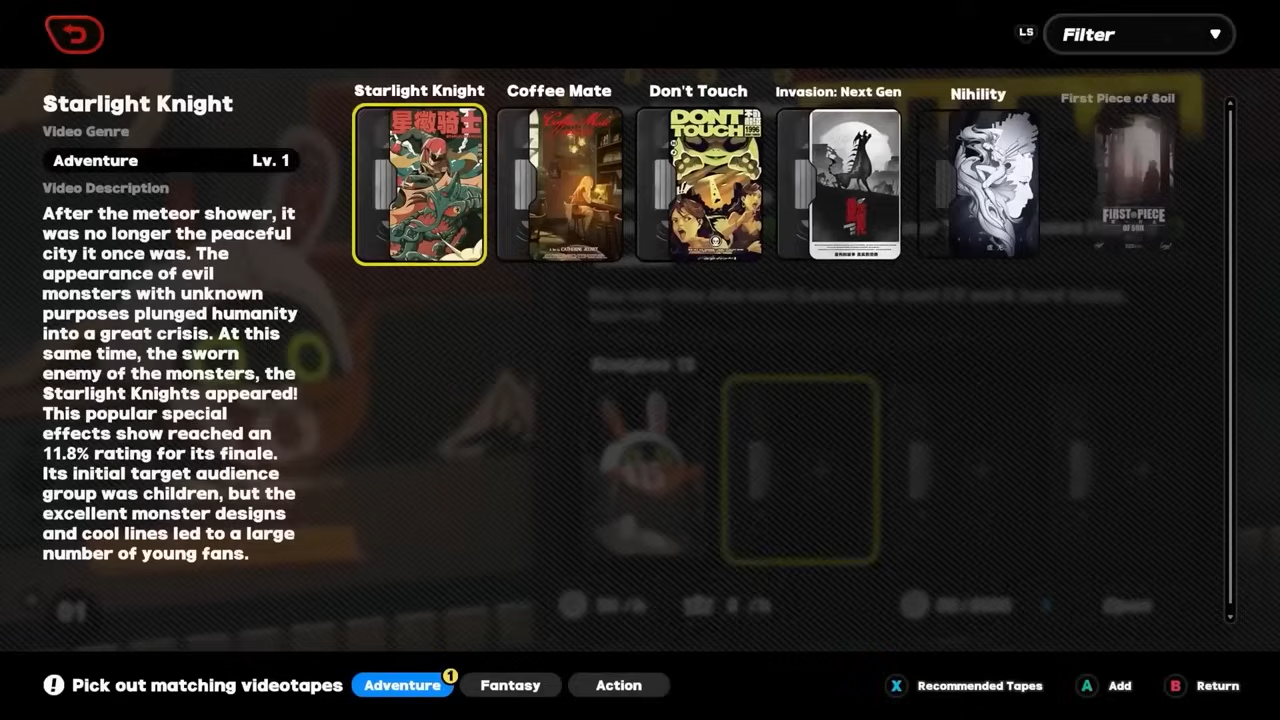 LS
Filter
Starlight Knight
Video Genre
Adventure
Lv. 1
Video Description
After the meteor shower, it
was no longer the peaceful
city it once was. The
appearance of evil
monsters with unknown
purposes plunged humanity
into a great crisis. At this
same time, the sworn
enemy of the monsters, the
Starlight Knights appeared!
This popular special
effects show reached an
11.8% rating for its finale.
Its initial target audience
group was children, but the
excellent monster designs
and cool lines led to a large
number of young fans.
Starlight Knight
Coffee Mate
Don't Touch
Invasion: Next Gen
Nihility
First Piece of Soil
星徽骑士
Coffee Mate
DONT
TOUCH
1996
FIRST PIECE
OF SOIL
01
Pick out matching videotapes
Adventure
1
Fantasy
Action
X
Recommended Tapes
A
Add
B
Return